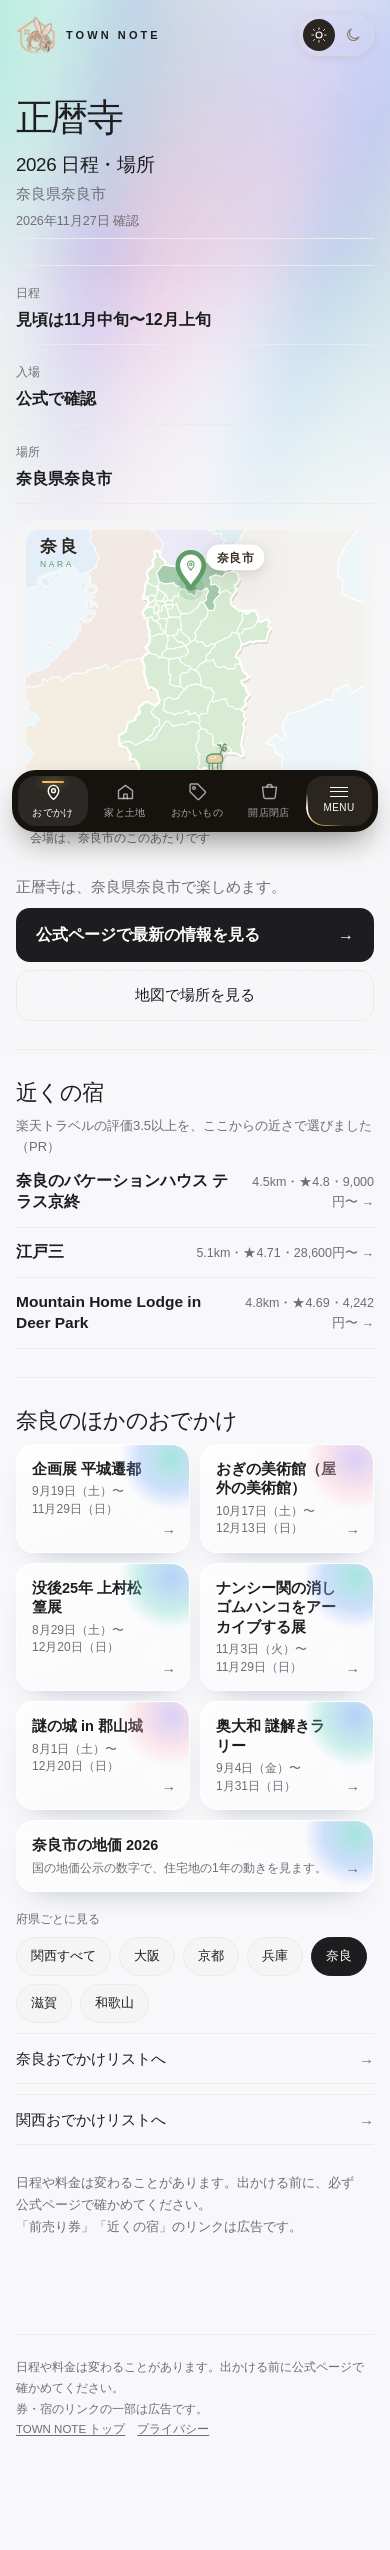 TOWN NOTE
正暦寺
2026 日程・場所
奈良県奈良市
2026年11月27日 確認
日程
見頃は11月中旬〜12月上旬
入場
公式で確認
場所
奈良県奈良市
奈良
NARA
奈良市
おでかけ
家と土地
おかいもの
開店閉店
MENU
会場は、奈良市のこのあたりです
正暦寺は、奈良県奈良市で楽しめます。
公式ページで最新の情報を見る →
地図で場所を見る
近くの宿
楽天トラベルの評価3.5以上を、ここからの近さで選びました
（PR）
奈良のバケーションハウス テ
ラス京終
4.5km・★4.8・9,000
円〜 →
江戸三
5.1km・★4.71・28,600円〜 →
Mountain Home Lodge in
Deer Park
4.8km・★4.69・4,242
円〜 →
奈良のほかのおでかけ
企画展 平城遷都
9月19日（土）〜
11月29日（日）
→
おぎの美術館（屋
外の美術館）
10月17日（土）〜
12月13日（日）
→
没後25年 上村松
篁展
8月29日（土）〜
12月20日（日）
→
ナンシー関の消し
ゴムハンコをアー
カイブする展
11月3日（火）〜
11月29日（日）
→
謎の城 in 郡山城
8月1日（土）〜
12月20日（日）
→
奥大和 謎解きラ
リー
9月4日（金）〜
1月31日（日）
→
奈良市の地価 2026
国の地価公示の数字で、住宅地の1年の動きを見ます。
→
府県ごとに見る
関西すべて
大阪
京都
兵庫
奈良
滋賀
和歌山
奈良おでかけリストへ →
関西おでかけリストへ →
日程や料金は変わることがあります。出かける前に、必ず
公式ページで確かめてください。
「前売り券」「近くの宿」のリンクは広告です。
日程や料金は変わることがあります。出かける前に公式ページで
確かめてください。
券・宿のリンクの一部は広告です。
TOWN NOTE トップ プライバシー